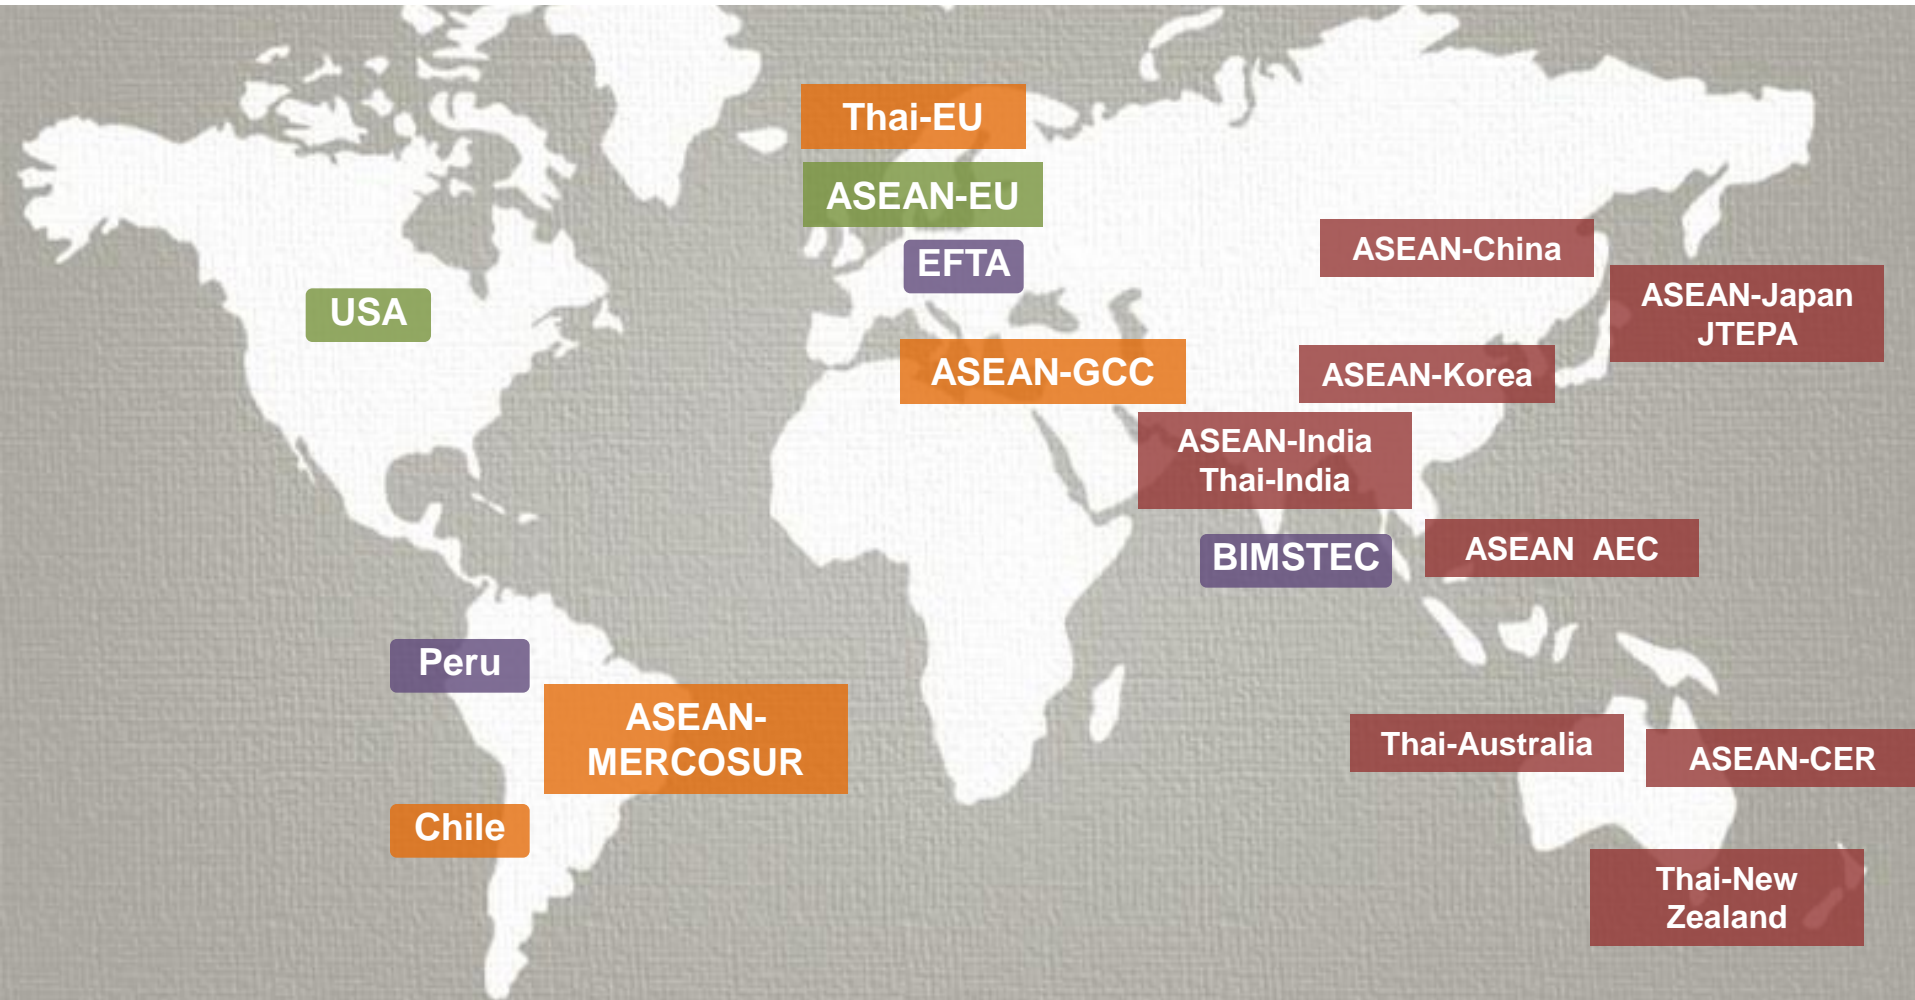 Thai-EU
ASEAN-EU
EFTA
USA
ASEAN-China
ASEAN-Japan
JTEPA
ASEAN-GCC
ASEAN-Korea
ASEAN-India
Thai-India
BIMSTEC
ASEAN AEC
Peru
ASEAN-
MERCOSUR
Chile
Thai-Australia
ASEAN-CER
Thai-New
Zealand